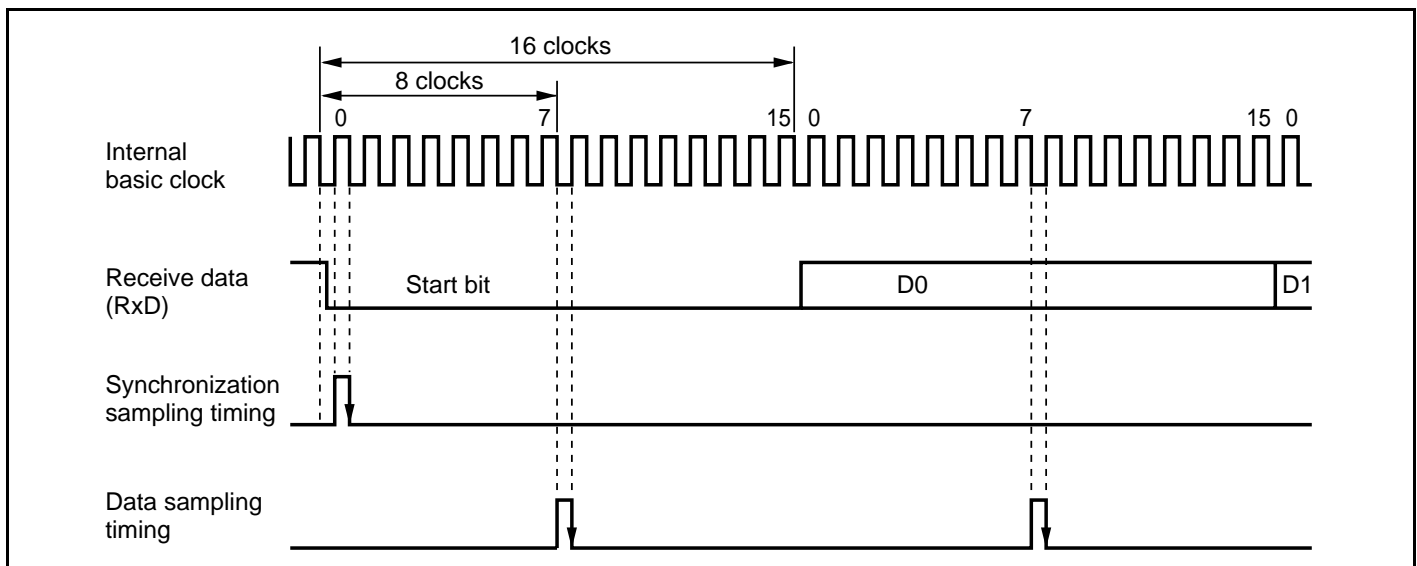 16 clocks
8 clocks
0 7 15 0 7 15 0
Internal
basic clock
Receive data
(RxD)
Start bit D0 D1
Synchronization
sampling timing
Data sampling
timing